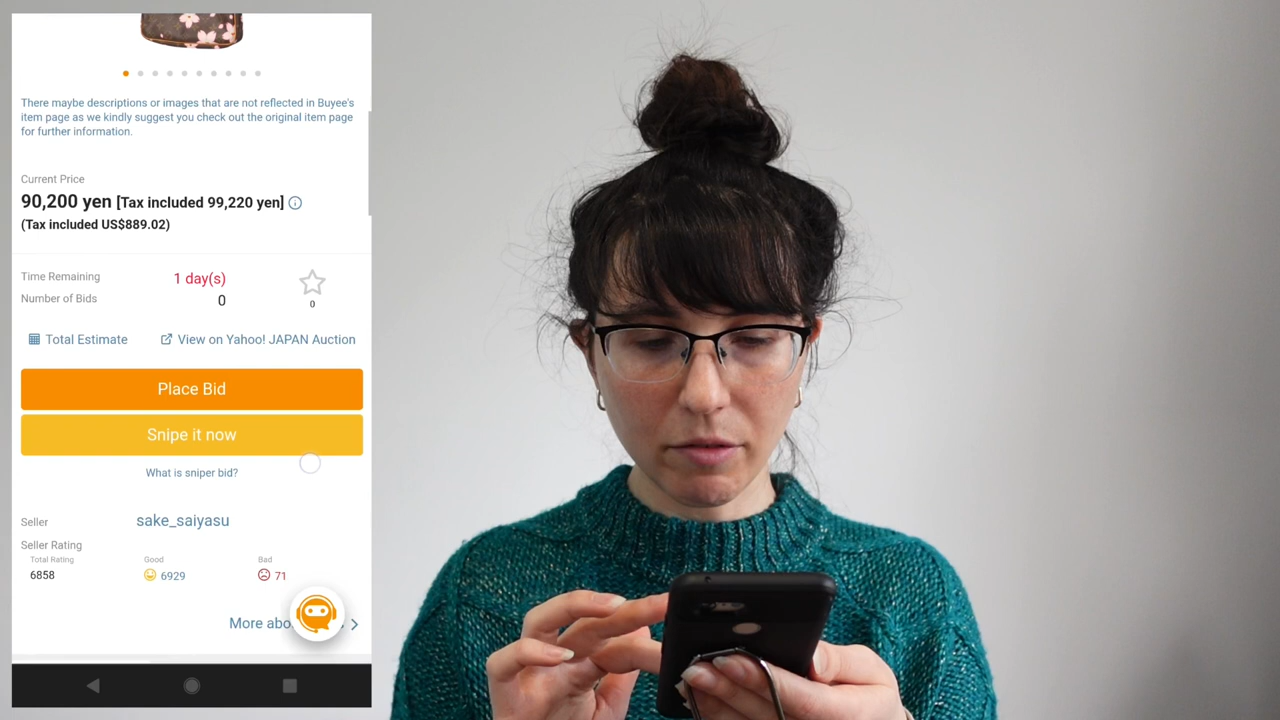 There maybe descriptions or images that are not reflected in Buyee's
item page as we kindly suggest you check out the original item page
for further information.
Current Price
90,200 yen [Tax included 99,220 yen]
(Tax included US$889.02)
Time Remaining 1 day(s)
Number of Bids 0
0
Total Estimate View on Yahoo! JAPAN Auction
Place Bid
Snipe it now
What is sniper bid?
Seller sake_saiyasu
Seller Rating
Total Rating Good Bad
6858 6929 71
More abo